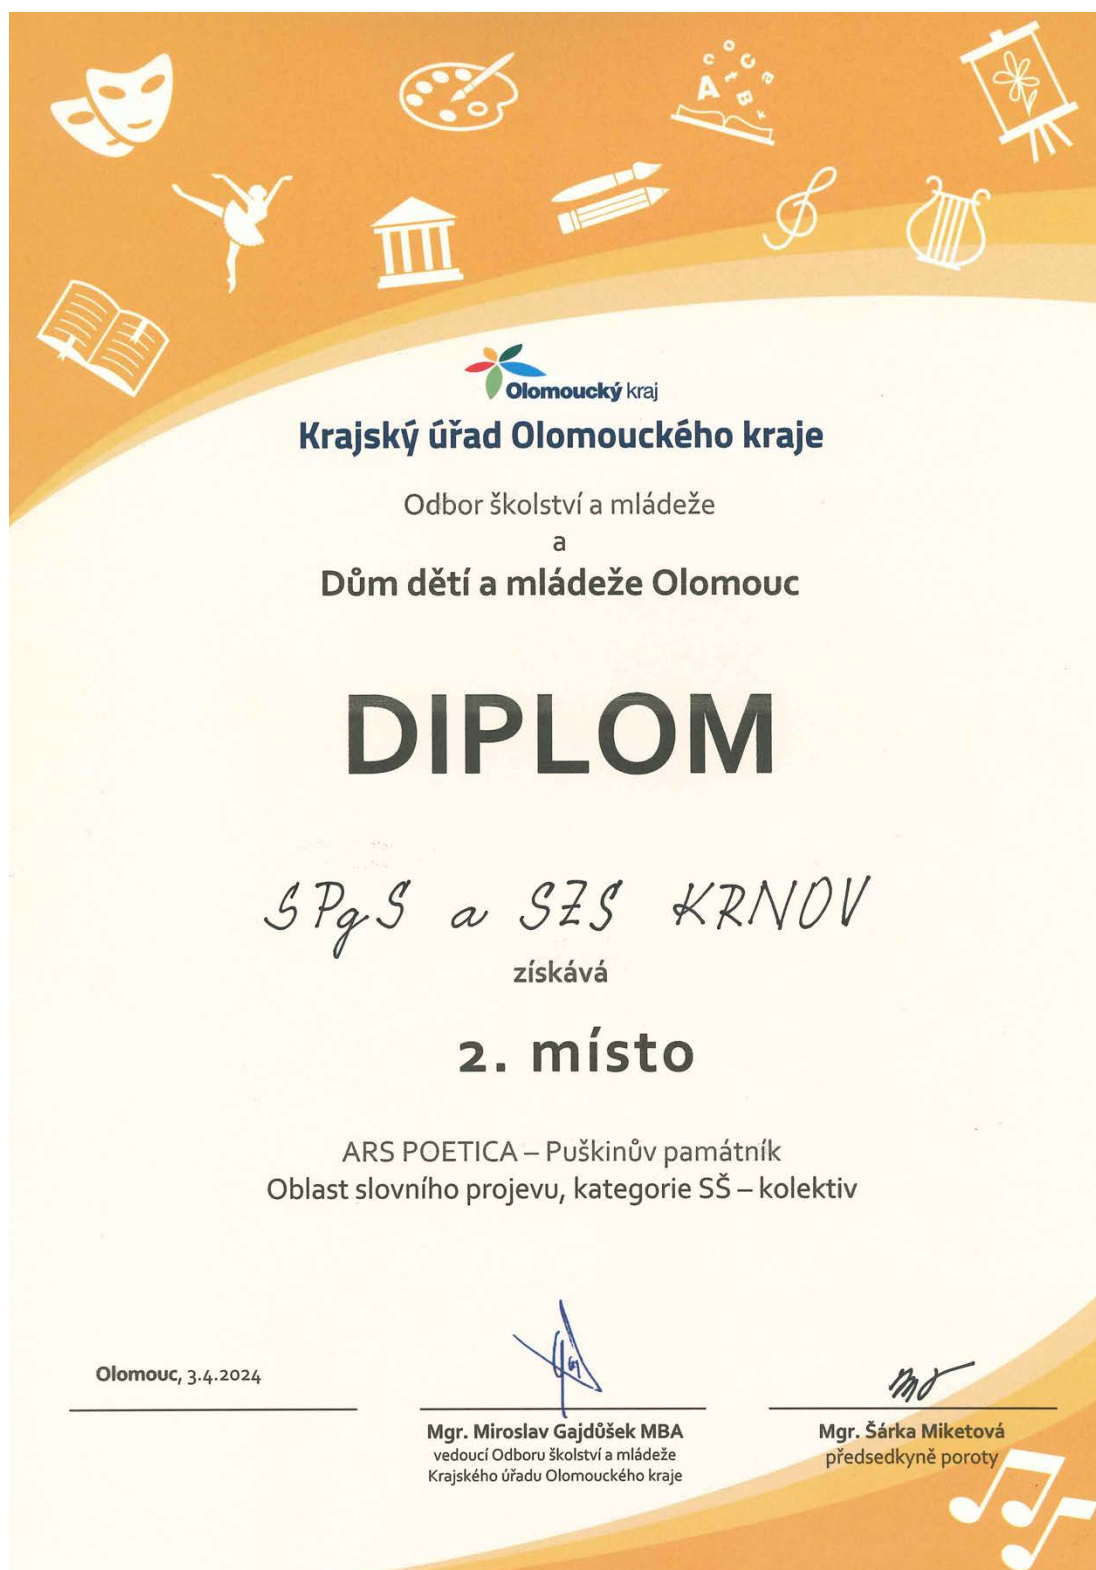 Olomoucký kraj
Krajský úřad Olomouckého kraje
Odbor školství a mládeže
a
Dům dětí a mládeže Olomouc
DIPLOM
SPgS a SZS KRNOV
získává
2. místo
ARS POETICA – Puškinův památník
Oblast slovního projevu, kategorie SŠ – kolektiv
Olomouc, 3.4.2024
Mgr. Miroslav Gajdůšek MBA
vedoucí Odboru školství a mládeže
Krajského úřadu Olomouckého kraje
Mgr. Šárka Miketová
předsedkyně poroty